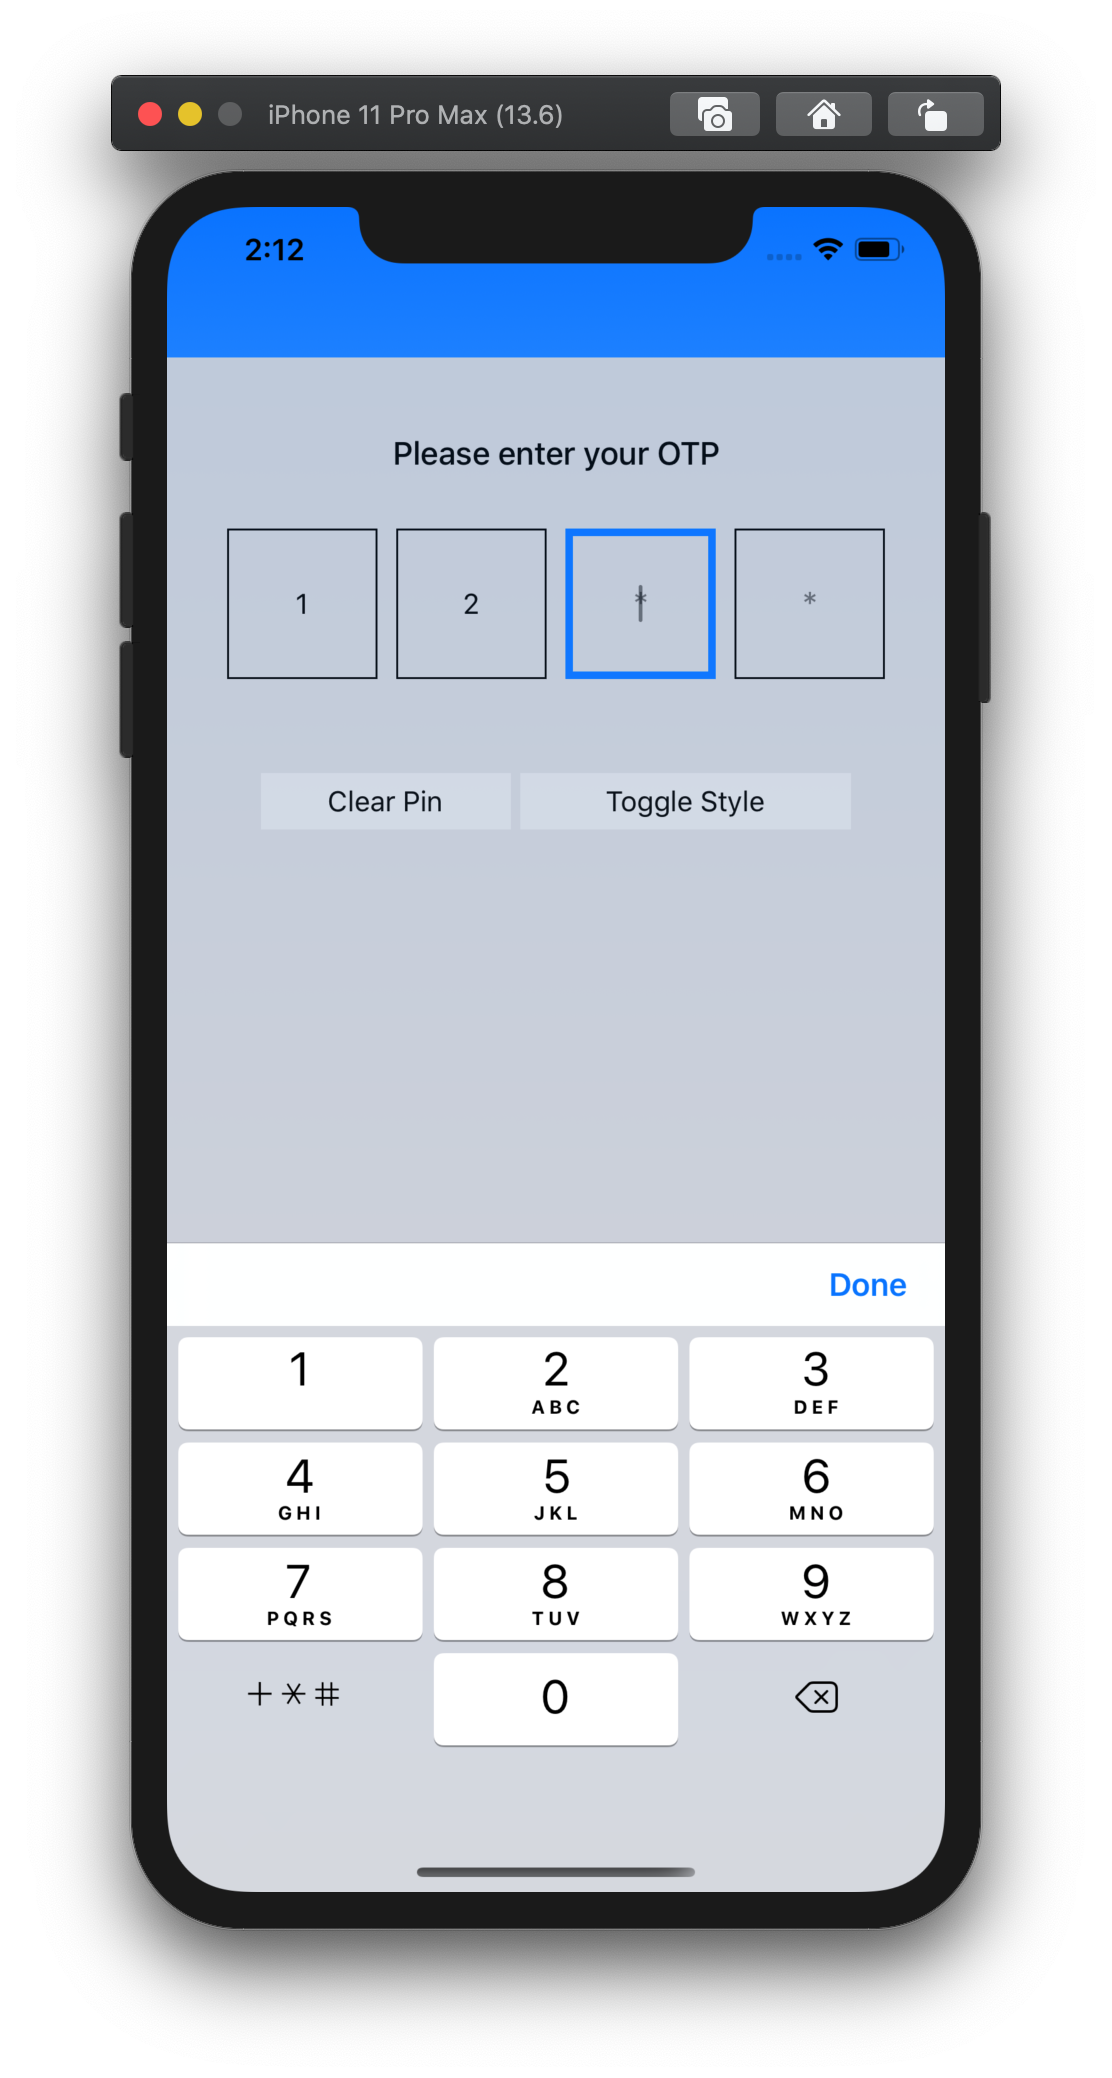 iPhone 11 Pro Max (13.6)
2:12
Please enter your OTP
1 2 * *
Clear Pin Toggle Style
Done
1 2 3
ABC DEF
4 5 6
GHI JKL MNO
7 8 9
PQRS TUV WXYZ
+*# 0